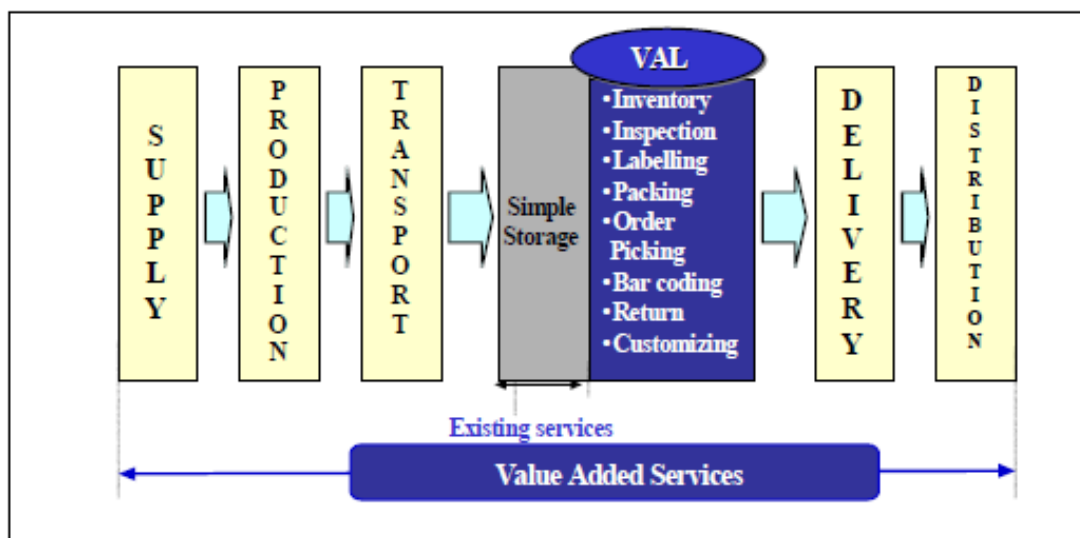 SUPPLY
PRODUCTION
TRANSPORT
Simple
Storage
VAL
•Inventory
•Inspection
•Labelling
•Packing
•Order
Picking
•Bar coding
•Return
•Customizing
DELIVERY
DISTRIBUTION
Existing services
Value Added Services